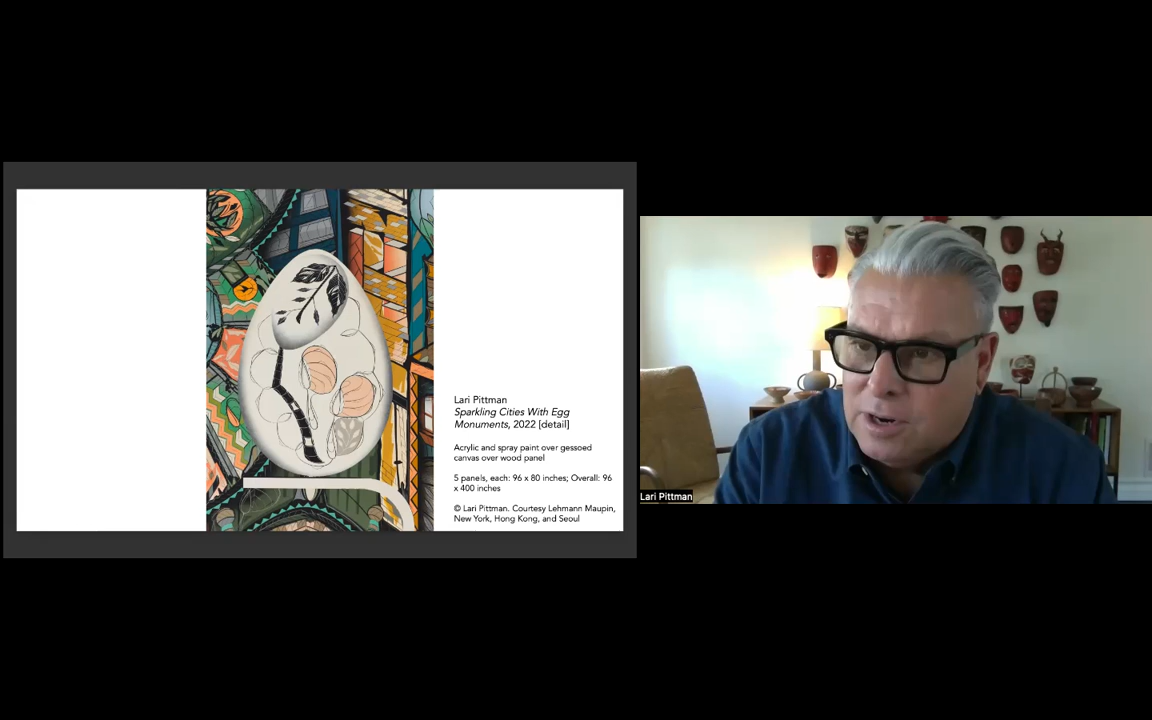 Lari Pittman
Sparkling Cities With Egg
Monuments, 2022 [detail]
Acrylic and spray paint over gessoed
canvas over wood panel
5 panels, each: 96 x 80 inches; Overall: 96
x 400 inches
© Lari Pittman. Courtesy Lehmann Maupin,
New York, Hong Kong, and Seoul
Lari Pittman